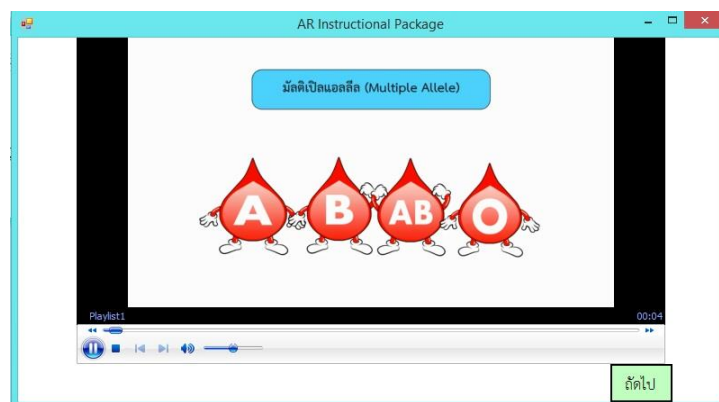 AR Instructional Package
มัลติเปิลแอลลีล (Multiple Allele)
A B AB O
Playlist1 00:04
ถัดไป